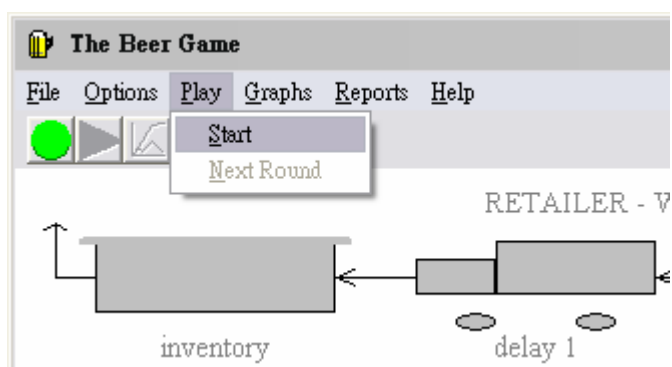 The Beer Game
File Options Play Graphs Reports Help
Start
Next Round
RETAILER -
inventory
delay 1